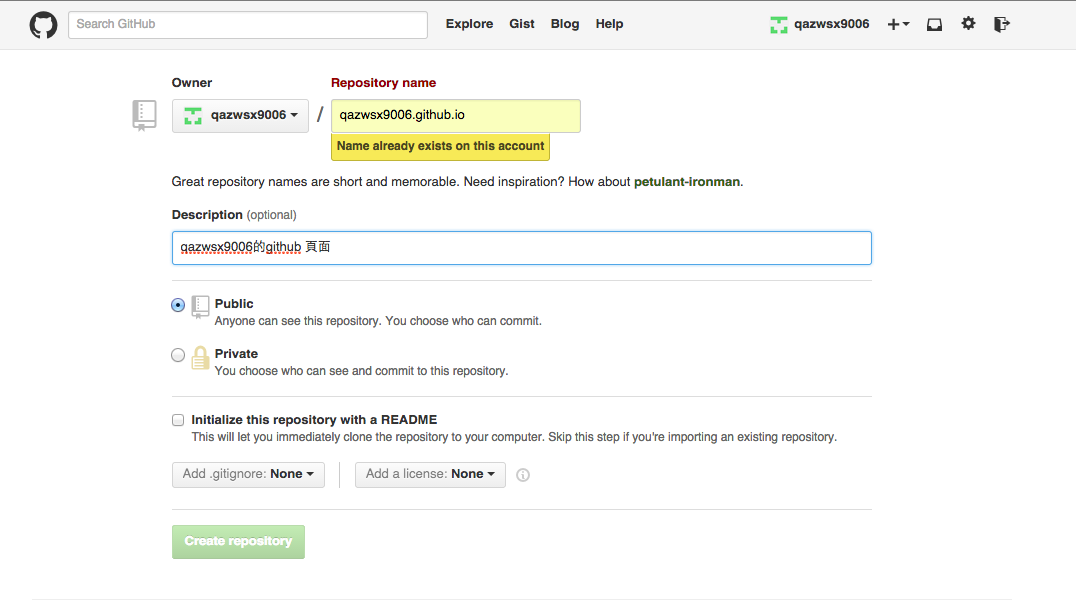 Search GitHub Explore Gist Blog Help qazwsx9006
Owner Repository name
qazwsx9006 / qazwsx9006.github.io
Name already exists on this account
Great repository names are short and memorable. Need inspiration? How about petulant-ironman.
Description (optional)
qazwsx9006的github 頁面
Public
Anyone can see this repository. You choose who can commit.
Private
You choose who can see and commit to this repository.
Initialize this repository with a README
This will let you immediately clone the repository to your computer. Skip this step if you're importing an existing repository.
Add .gitignore: None Add a license: None
Create repository